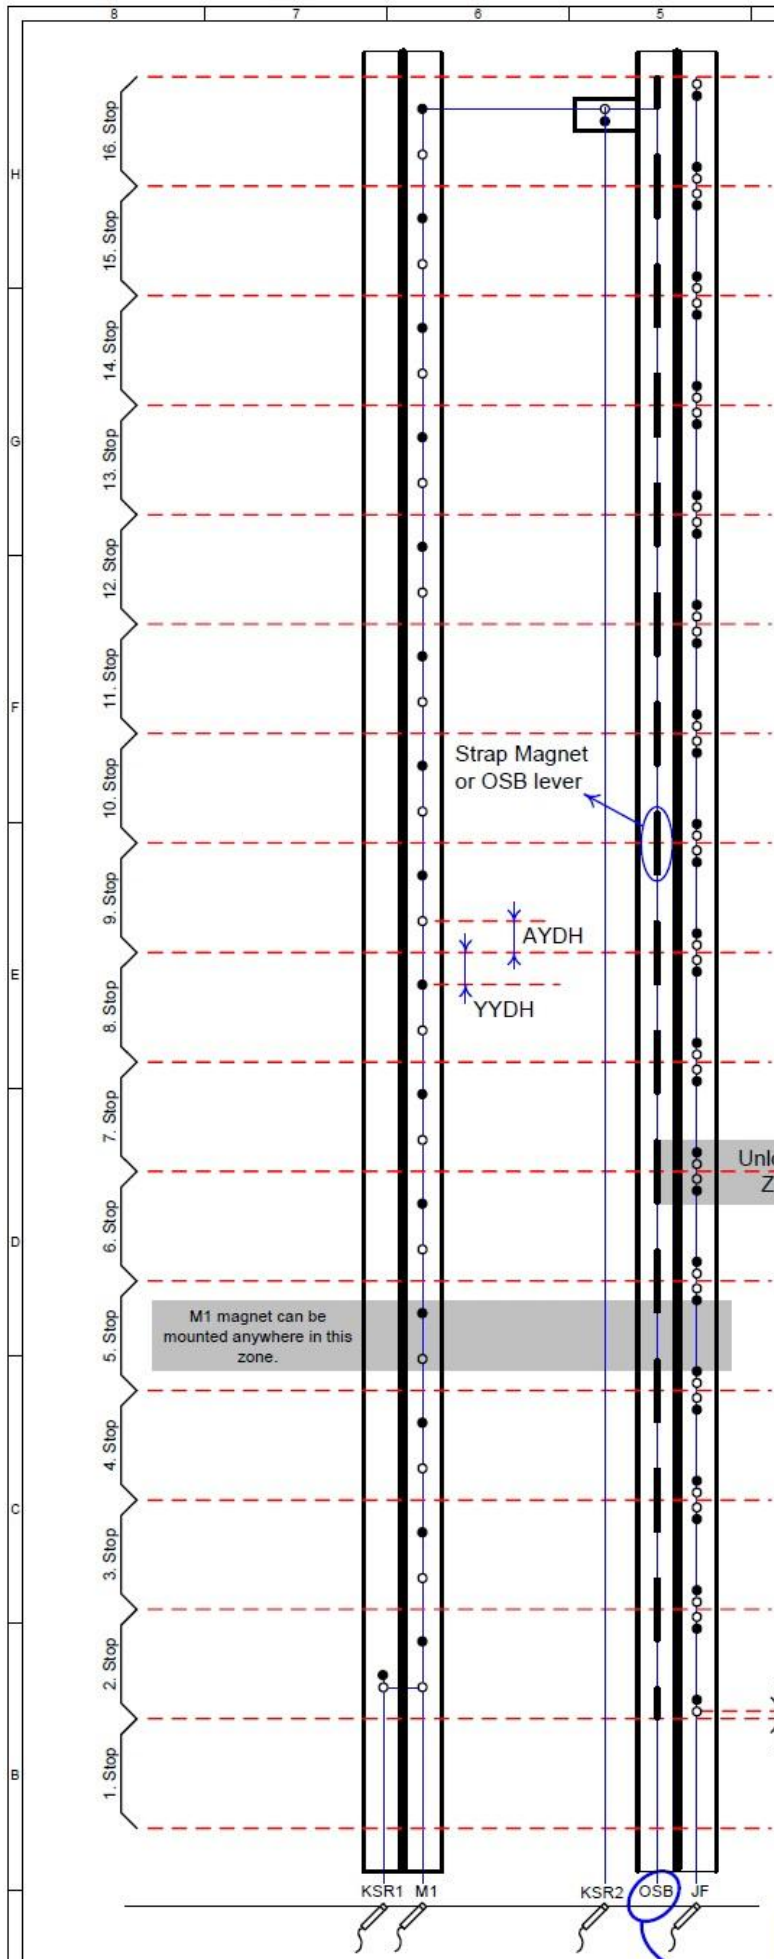 8
7
6
5
H
G
F
E
D
C
B
16. Stop
15. Stop
14. Stop
13. Stop
12. Stop
11. Stop
10. Stop
9. Stop
8. Stop
7. Stop
6. Stop
5. Stop
4. Stop
3. Stop
2. Stop
1. Stop
Strap Magnet
or OSB lever
AYDH
YYDH
Unlo
Z
M1 magnet can be
mounted anywhere in this
zone.
KSR1 M1 KSR2 OSB JF